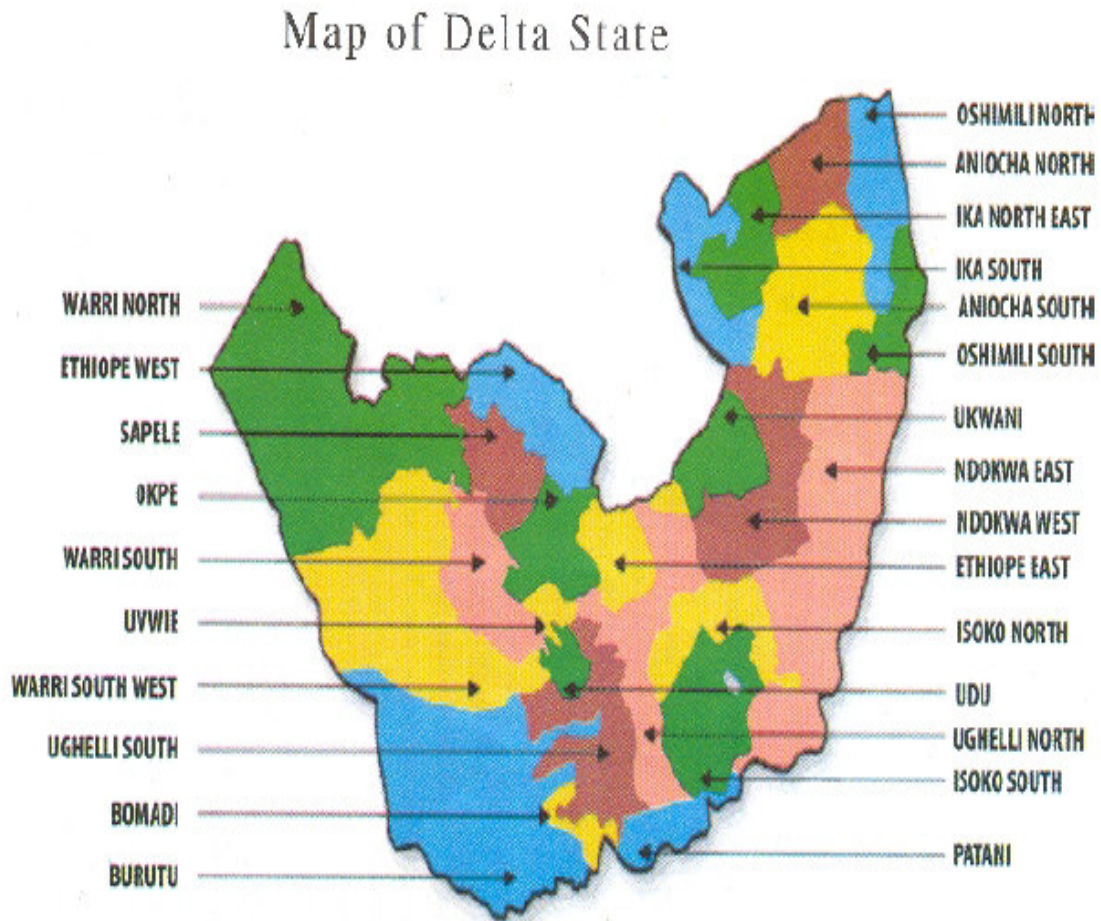 Map of Delta State
OSHIMILI NORTH
ANIOCHA NORTH
IKA NORTH EAST
IKA SOUTH
ANIOCHA SOUTH
OSHIMILI SOUTH
UKWANI
NDOKWA EAST
NDOKWA WEST
ETHIOPE EAST
ISOKO NORTH
UDU
UGHELLI NORTH
ISOKO SOUTH
PATANI
WARRI NORTH
ETHIOPE WEST
SAPELE
OKPE
WARRI SOUTH
UVWIE
WARRI SOUTH WEST
UGHELLI SOUTH
BOMADI
BURUTU